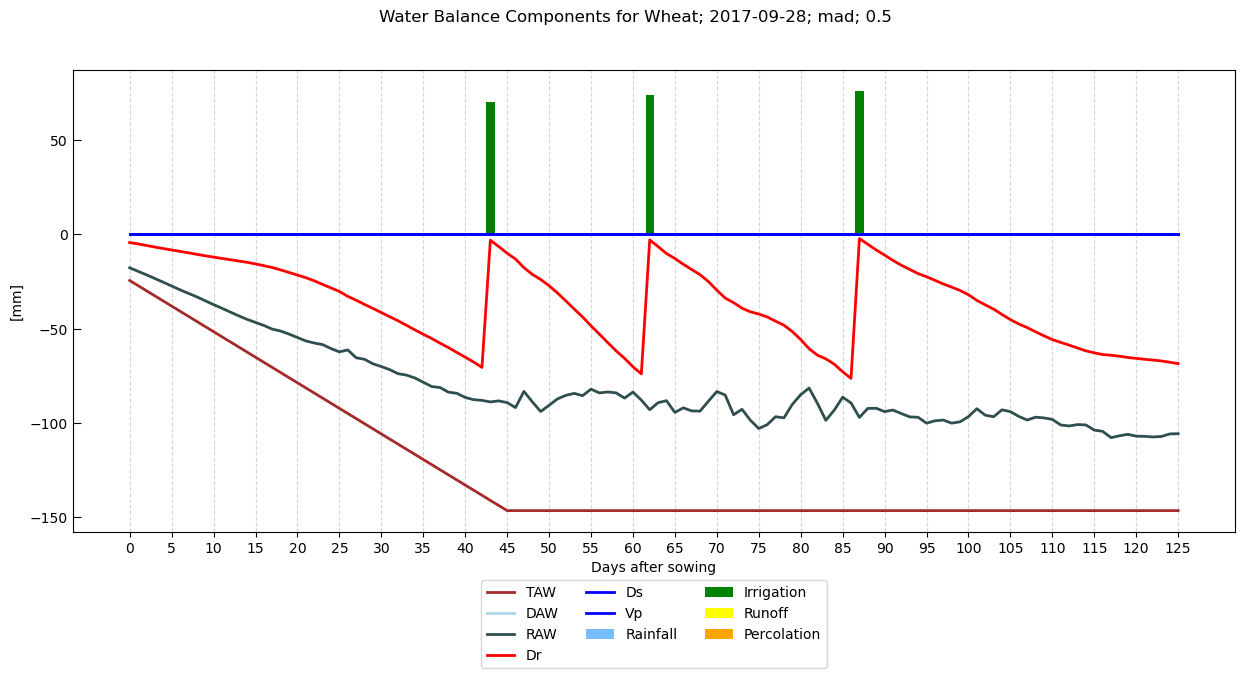 Water Balance Components for Wheat; 2017-09-28; mad; 0.5
50
0
−50
−100
−150
[mm]
0 5 10 15 20 25 30 35 40 45 50 55 60 65 70 75 80 85 90 95 100 105 110 115 120 125
Days after sowing
TAW Ds Irrigation
DAW Vp Runoff
RAW Rainfall Percolation
Dr